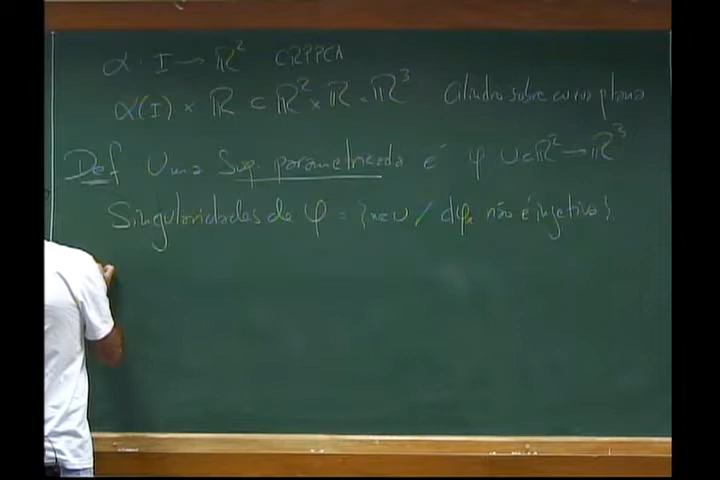 α : I → ℝ² CRPPCA
α(I) × ℝ ⊂ ℝ² × ℝ = ℝ³ Cilindro sobre curva plana
Def Uma Sup. parametrizada é φ U⊂ℝ² → ℝ³
Singularidades de φ = {x∈U / dφₓ não é injetiva}